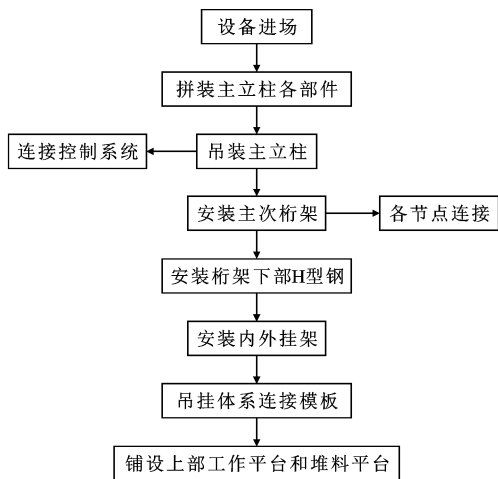 设备进场
拼装主立柱各部件
连接控制系统
吊装主立柱
安装主次桁架
各节点连接
安装桁架下部H型钢
安装内外挂架
吊挂体系连接模板
铺设上部工作平台和堆料平台